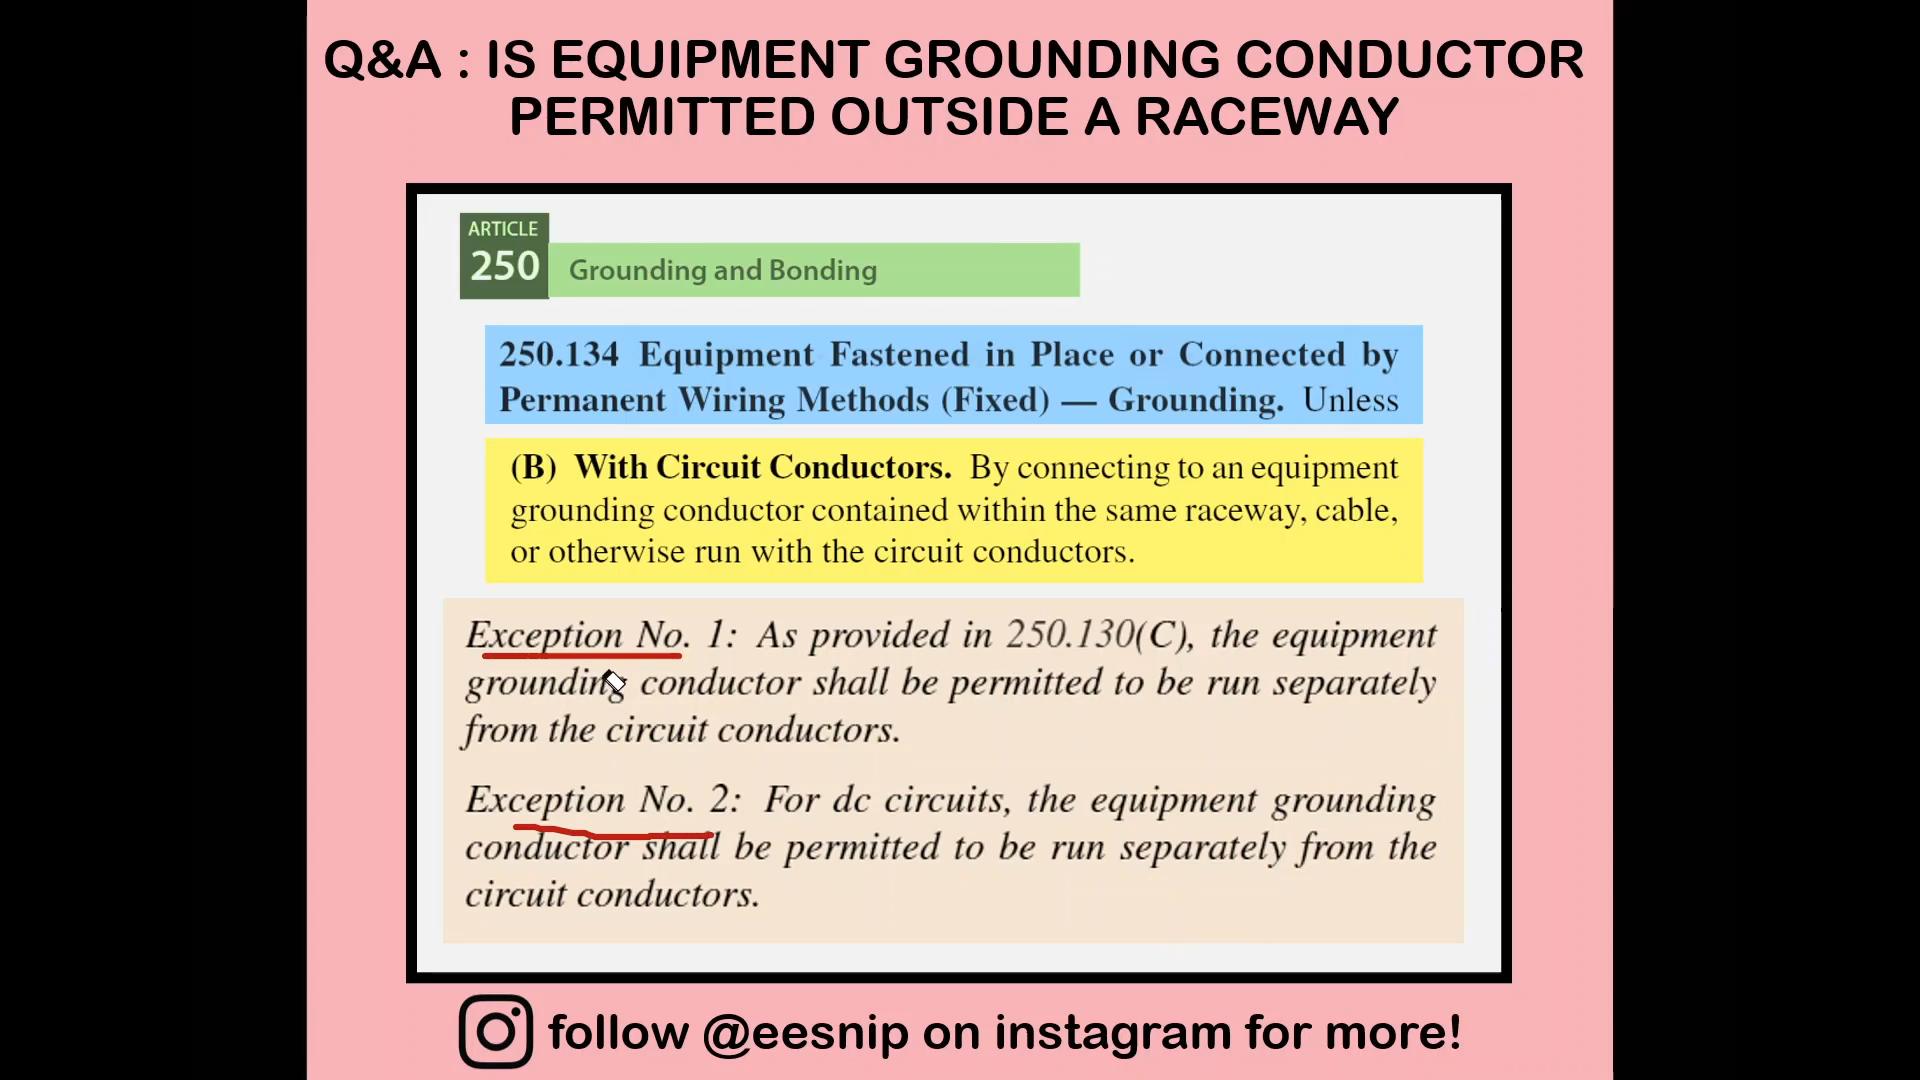 Q&A : IS EQUIPMENT GROUNDING CONDUCTOR
PERMITTED OUTSIDE A RACEWAY
ARTICLE
250
Grounding and Bonding
250.134 Equipment Fastened in Place or Connected by
Permanent Wiring Methods (Fixed) — Grounding. Unless
(B) With Circuit Conductors. By connecting to an equipment
grounding conductor contained within the same raceway, cable,
or otherwise run with the circuit conductors.
Exception No. 1: As provided in 250.130(C), the equipment
grounding conductor shall be permitted to be run separately
from the circuit conductors.
Exception No. 2: For dc circuits, the equipment grounding
conductor shall be permitted to be run separately from the
circuit conductors.
follow @eesnip on instagram for more!